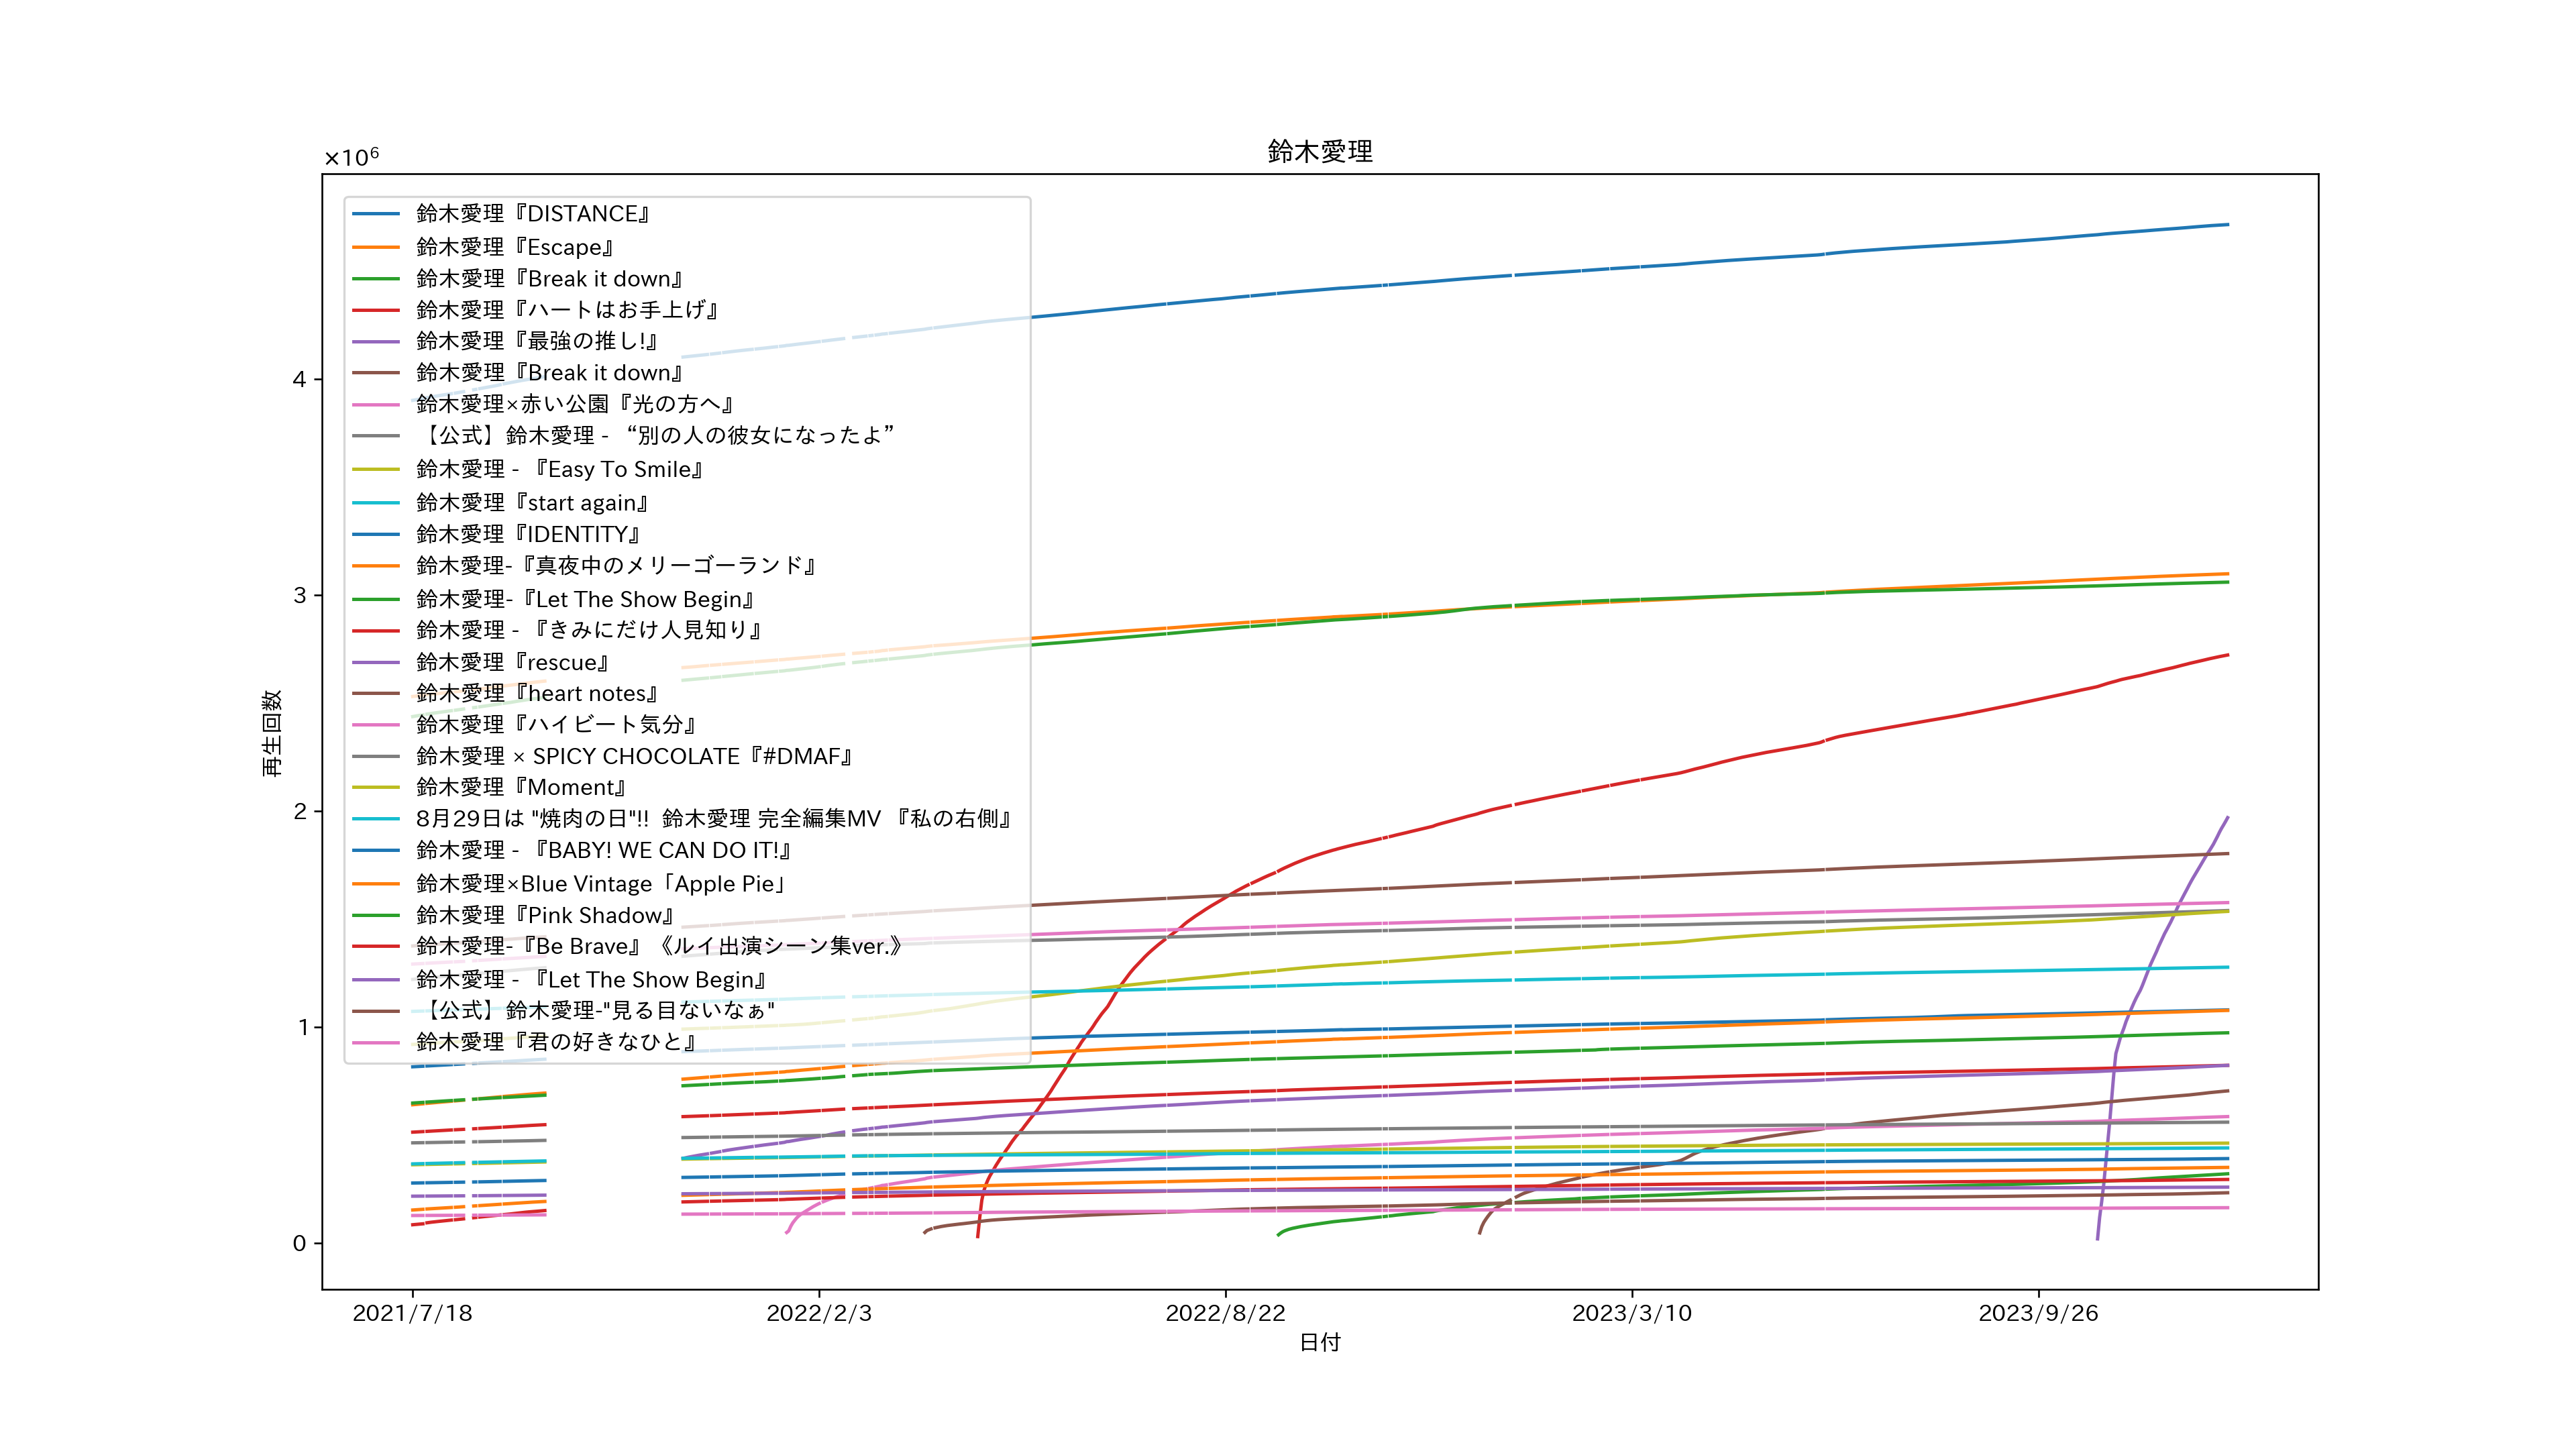 鈴木愛理
×10⁶
鈴木愛理『DISTANCE』
鈴木愛理『Escape』
鈴木愛理『Break it down』
鈴木愛理『ハートはお手上げ』
鈴木愛理『最強の推し!』
鈴木愛理『Break it down』
鈴木愛理×赤い公園『光の方へ』
【公式】鈴木愛理 - “別の人の彼女になったよ”
鈴木愛理 - 『Easy To Smile』
鈴木愛理『start again』
鈴木愛理『IDENTITY』
鈴木愛理-『真夜中のメリーゴーランド』
鈴木愛理-『Let The Show Begin』
鈴木愛理 - 『きみにだけ人見知り』
鈴木愛理『rescue』
鈴木愛理『heart notes』
鈴木愛理『ハイビート気分』
鈴木愛理 × SPICY CHOCOLATE『#DMAF』
鈴木愛理『Moment』
8月29日は "焼肉の日"!! 鈴木愛理 完全編集MV 『私の右側』
鈴木愛理 - 『BABY! WE CAN DO IT!』
鈴木愛理×Blue Vintage「Apple Pie」
鈴木愛理『Pink Shadow』
鈴木愛理-『Be Brave』《ルイ出演シーン集ver.》
鈴木愛理 - 『Let The Show Begin』
【公式】鈴木愛理-"見る目ないなぁ"
鈴木愛理『君の好きなひと』
再生回数
4
3
2
1
0
2021/7/18
2022/2/3
2022/8/22
2023/3/10
2023/9/26
日付